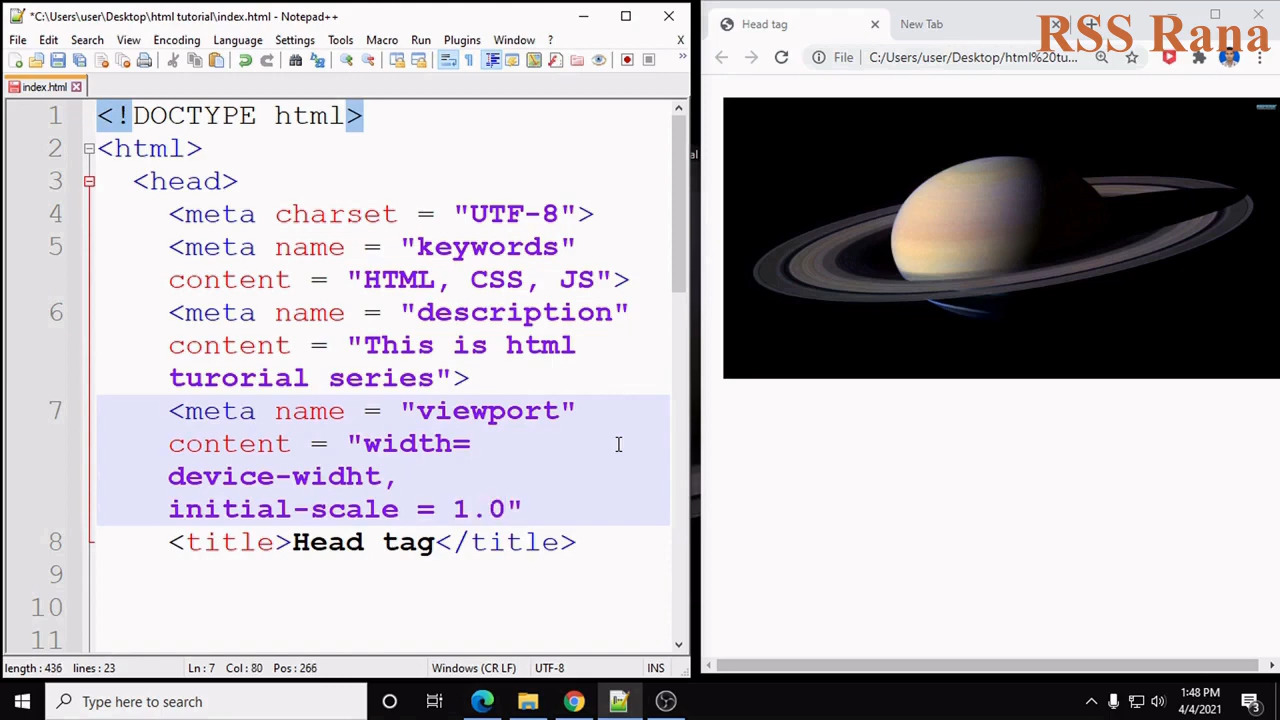 *C:\Users\user\Desktop\html tutorial\index.html - Notepad++
File Edit Search View Encoding Language Settings Tools Macro Run Plugins Window ? X
index.html
1 <!DOCTYPE html>
2 <html>
3 <head>
4 <meta charset = "UTF-8">
5 <meta name = "keywords"
content = "HTML, CSS, JS">
6 <meta name = "description"
content = "This is html
turorial series">
7 <meta name = "viewport"
content = "width=
device-widht,
initial-scale = 1.0"
8 <title>Head tag</title>
9
10
11
length : 436 lines : 23 Ln : 7 Col : 80 Pos : 266 Windows (CR LF) UTF-8 INS
Head tag New Tab
RSS Rana
File C:/Users/user/Desktop/html%20tu...
Type here to search
1:48 PM
4/4/2021
3